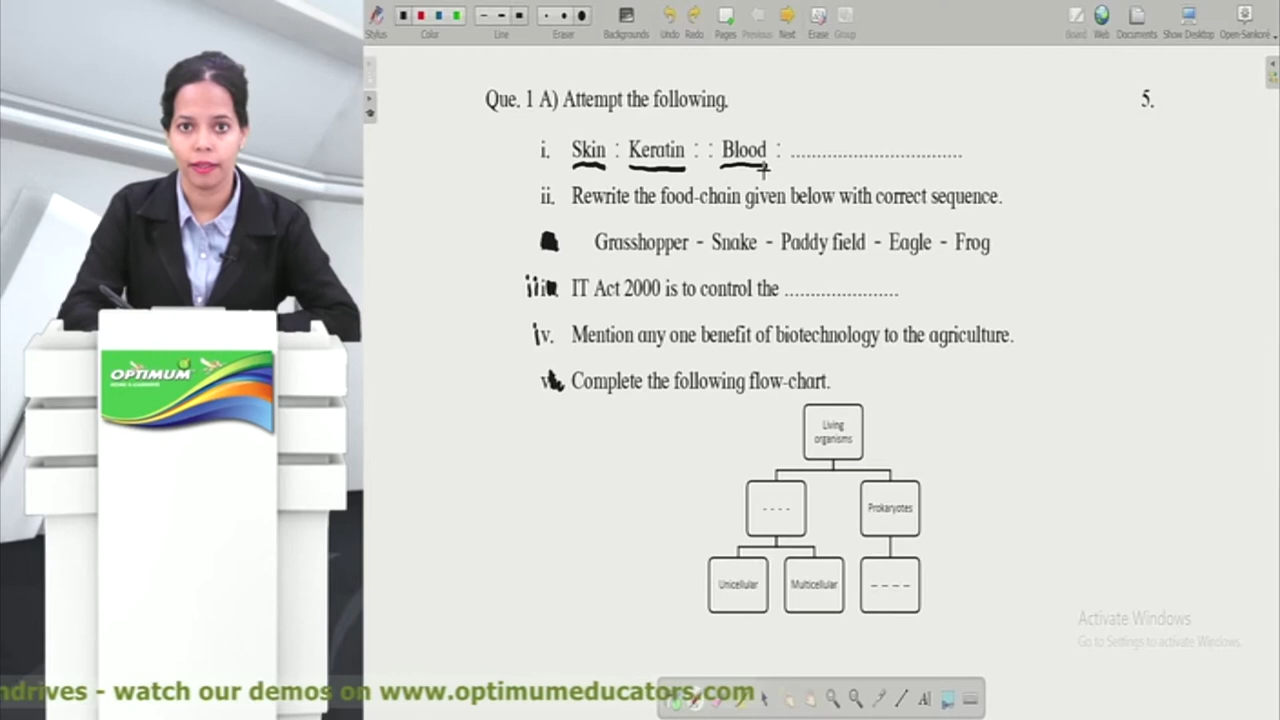 Stylus Color Line Eraser Backgrounds Undo Redo Pages Previous Next Erase Group Board Web Documents Show Desktop Open-Sankoré
Que. 1 A) Attempt the following. 5.
i. Skin : Keratin : : Blood : ................................
ii. Rewrite the food-chain given below with correct sequence.
Grasshopper - Snake - Paddy field - Eagle - Frog
iii. IT Act 2000 is to control the ......................
iv. Mention any one benefit of biotechnology to the agriculture.
v. Complete the following flow-chart.
Living
organisms
- - - - Prokaryotes
Unicellular Multicellular - - - -
OPTIMUM
Activate Windows
Go to Settings to activate Windows.
ndrives - watch our demos on www.optimumeducators.com